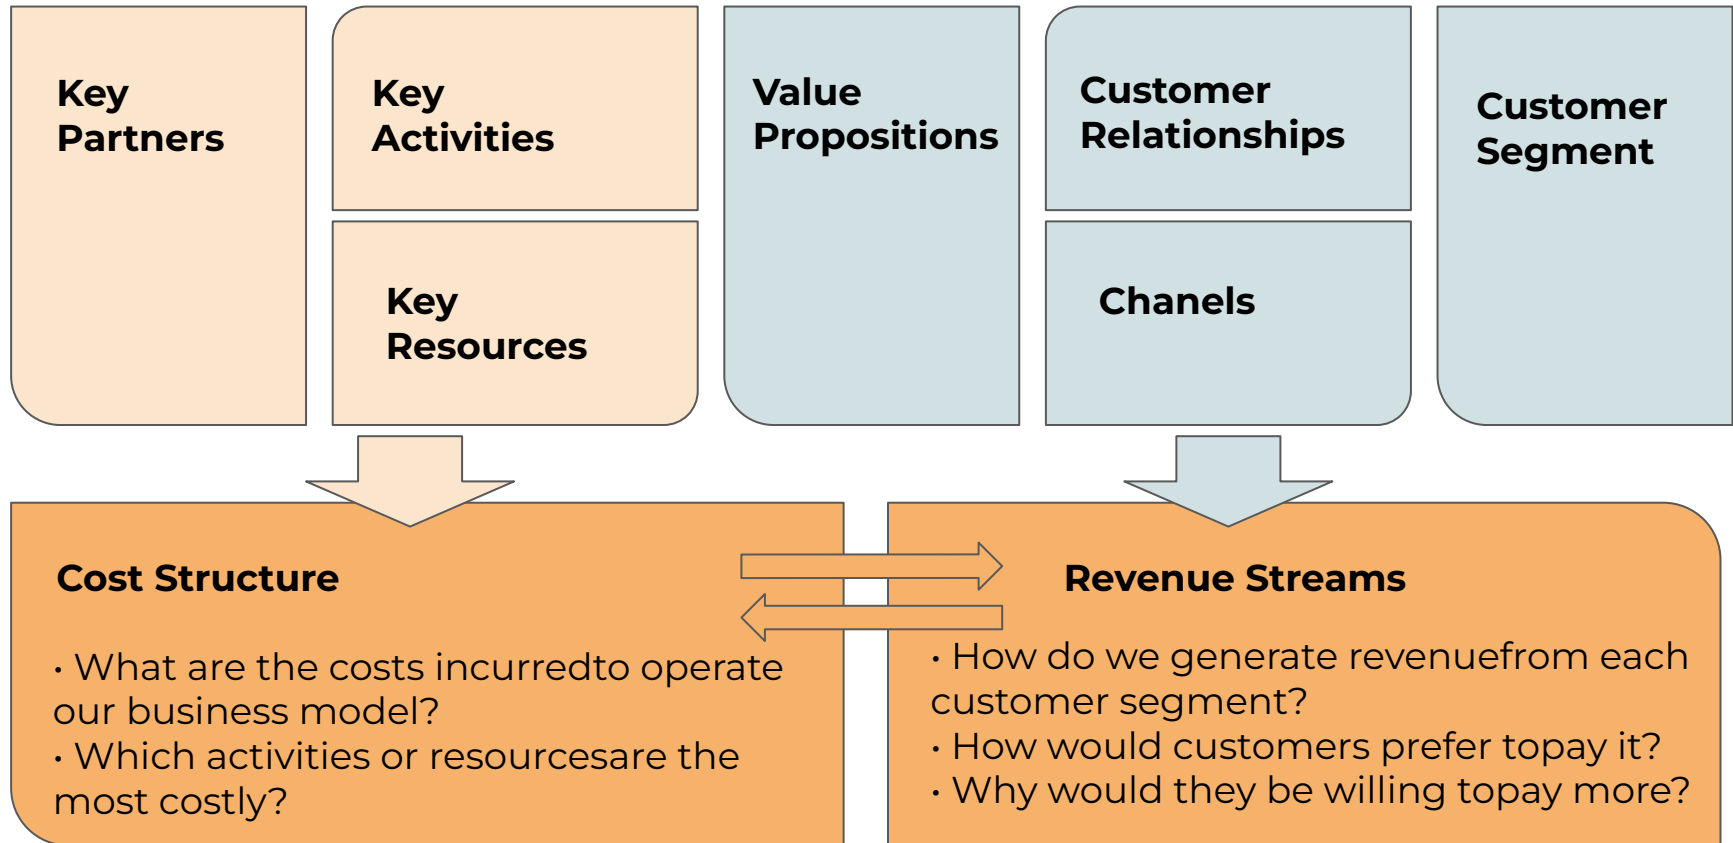 Key
Partners
Key
Activities
Key
Resources
Value
Propositions
Customer
Relationships
Chanels
Customer
Segment
Cost Structure
· What are the costs incurredto operate
our business model?
· Which activities or resourcesare the
most costly?
Revenue Streams
· How do we generate revenuefrom each
customer segment?
· How would customers prefer topay it?
· Why would they be willing topay more?